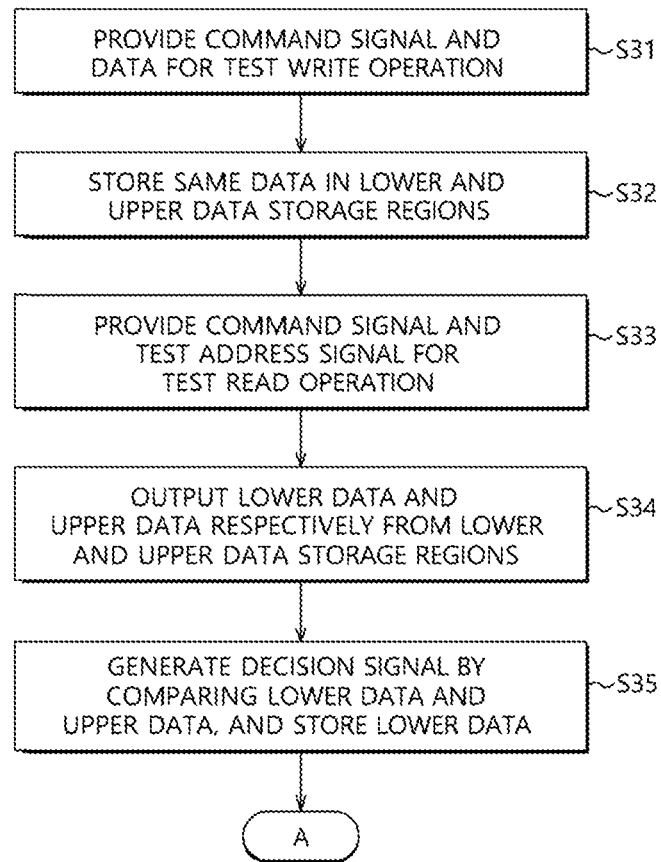 PROVIDE COMMAND SIGNAL AND
DATA FOR TEST WRITE OPERATION
S31
STORE SAME DATA IN LOWER AND
UPPER DATA STORAGE REGIONS
S32
PROVIDE COMMAND SIGNAL AND
TEST ADDRESS SIGNAL FOR
TEST READ OPERATION
S33
OUTPUT LOWER DATA AND
UPPER DATA RESPECTIVELY FROM LOWER
AND UPPER DATA STORAGE REGIONS
S34
GENERATE DECISION SIGNAL BY
COMPARING LOWER DATA AND
UPPER DATA, AND STORE LOWER DATA
S35
A